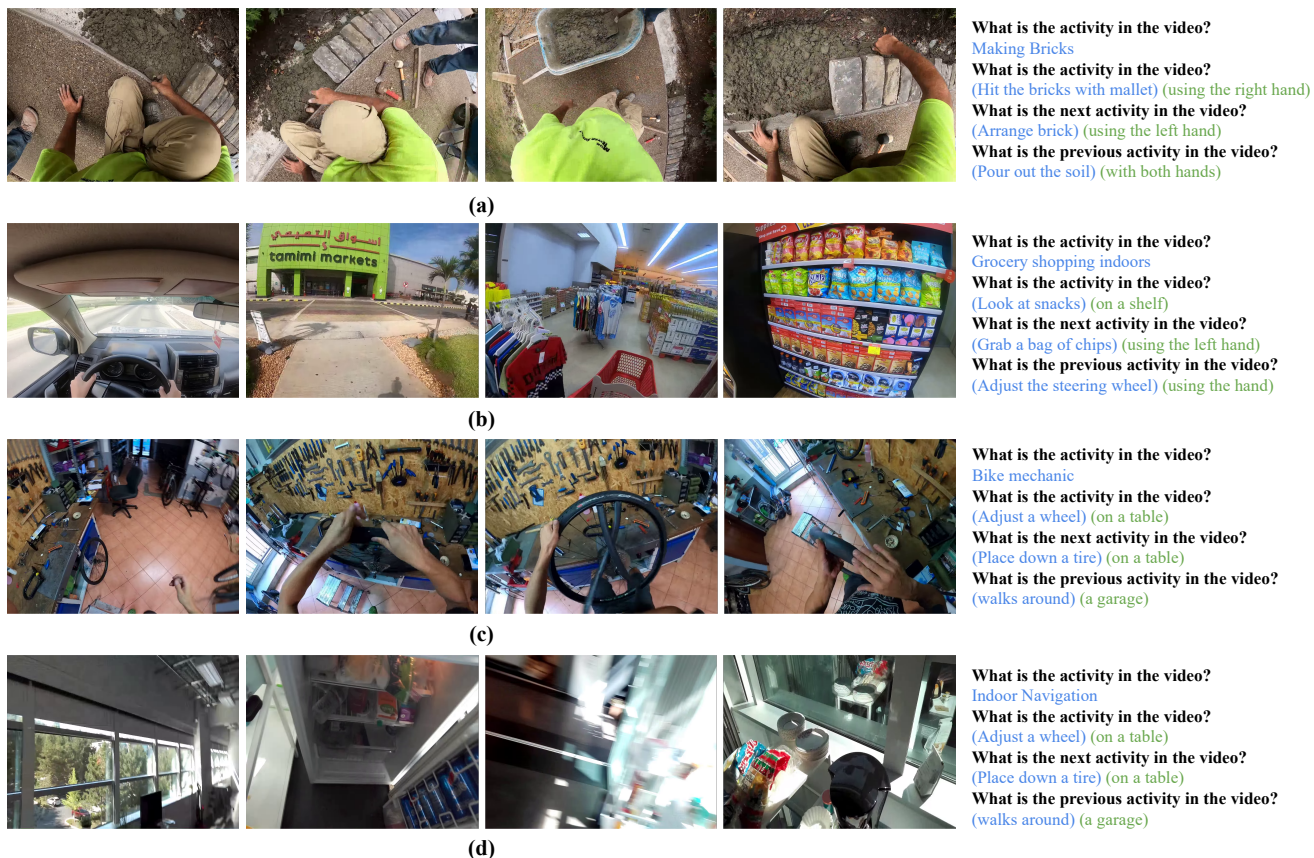 What is the activity in the video?
Making Bricks
What is the activity in the video?
(Hit the bricks with mallet) (using the right hand)
What is the next activity in the video?
(Arrange brick) (using the left hand)
What is the previous activity in the video?
(Pour out the soil) (with both hands)
(a)
اسواق التميمي
tamimi markets
What is the activity in the video?
Grocery shopping indoors
What is the activity in the video?
(Look at snacks) (on a shelf)
What is the next activity in the video?
(Grab a bag of chips) (using the left hand)
What is the previous activity in the video?
(Adjust the steering wheel) (using the hand)
(b)
What is the activity in the video?
Bike mechanic
What is the activity in the video?
(Adjust a wheel) (on a table)
What is the next activity in the video?
(Place down a tire) (on a table)
What is the previous activity in the video?
(walks around) (a garage)
(c)
What is the activity in the video?
Indoor Navigation
What is the activity in the video?
(Adjust a wheel) (on a table)
What is the next activity in the video?
(Place down a tire) (on a table)
What is the previous activity in the video?
(walks around) (a garage)
(d)